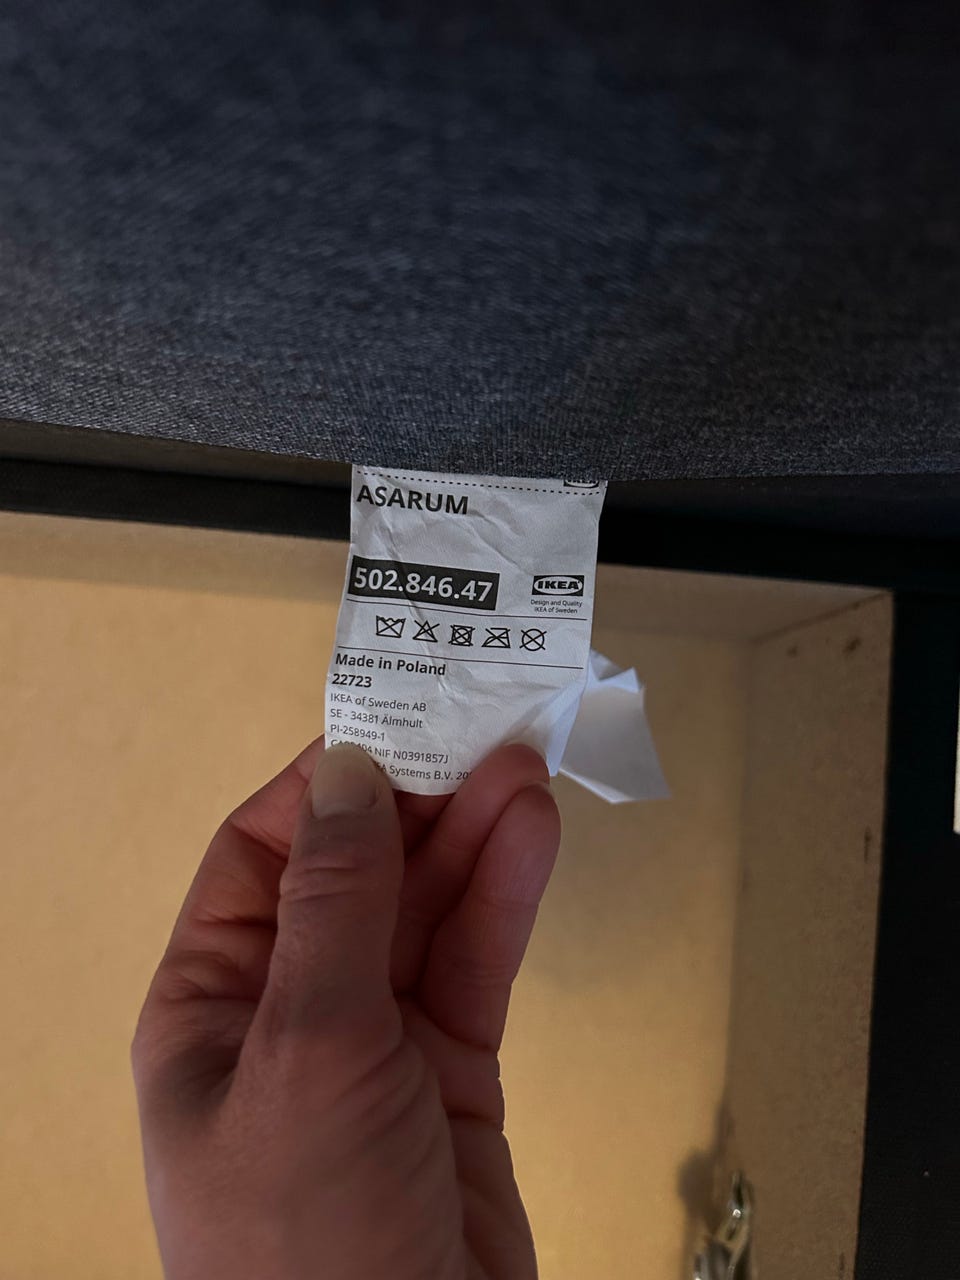 ASARUM
502.846.47
IKEA
Design and Quality
IKEA of Sweden
Made in Poland
22723
IKEA of Sweden AB
SE - 34381 Älmhult
PI-258949-1
NIF N0391857J
Systems B.V.